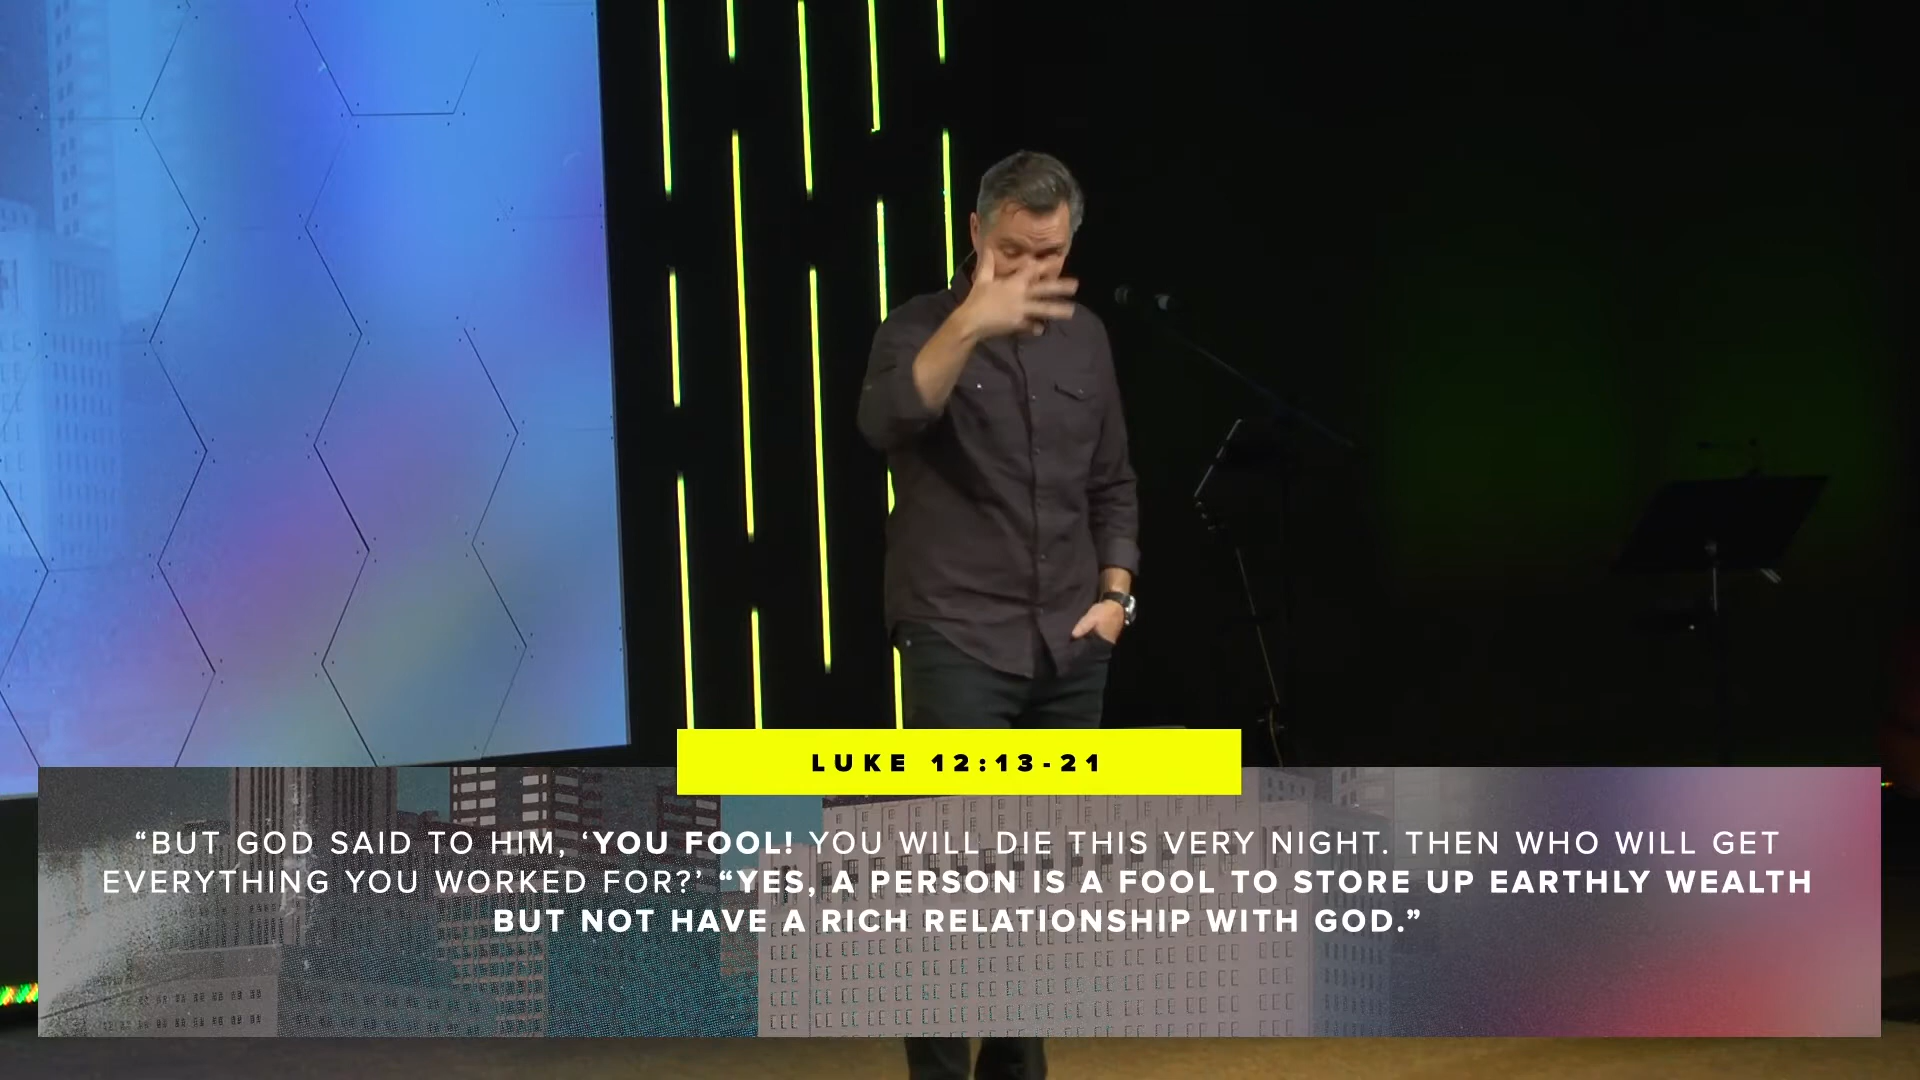 LUKE 12:13-21
“BUT GOD SAID TO HIM, ‘YOU FOOL! YOU WILL DIE THIS VERY NIGHT. THEN WHO WILL GET
EVERYTHING YOU WORKED FOR?’ “YES, A PERSON IS A FOOL TO STORE UP EARTHLY WEALTH
BUT NOT HAVE A RICH RELATIONSHIP WITH GOD.”